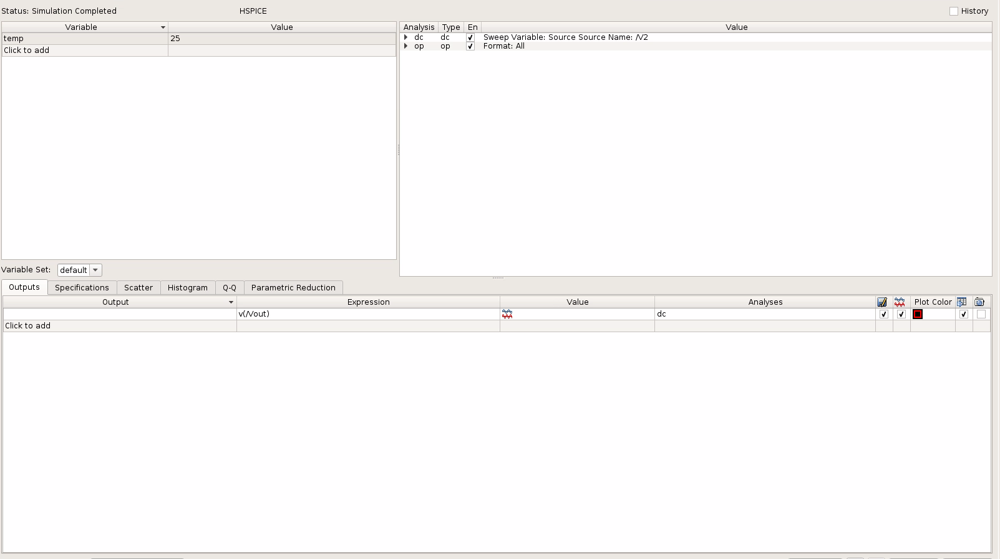 Status: Simulation Completed HSPICE History
Variable Value
temp 25
Click to add
Analysis Type En Value
dc dc Sweep Variable: Source Source Name: /V2
op op Format: All
Variable Set: default
Outputs Specifications Scatter Histogram Q-Q Parametric Reduction
Output Expression Value Analyses Plot Color
v(/Vout) dc
Click to add